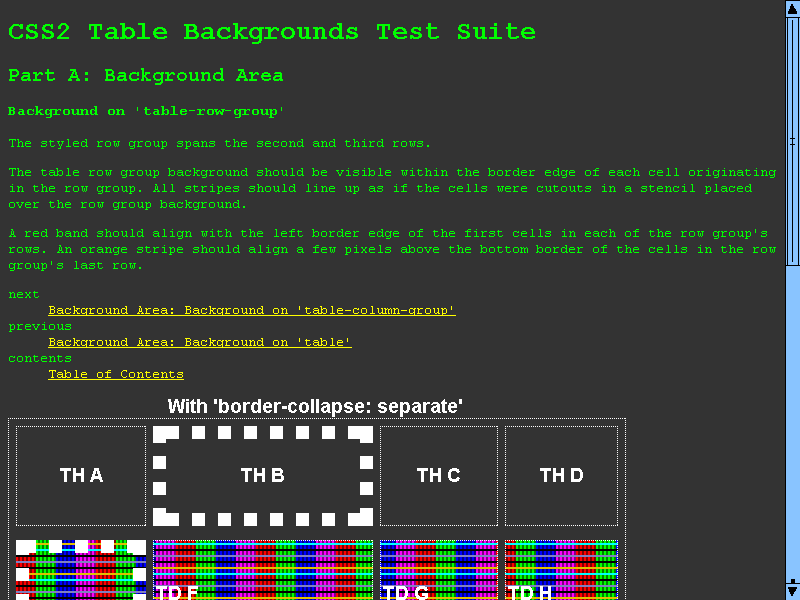 CSS2 Table Backgrounds Test Suite
Part A: Background Area
Background on 'table-row-group'
The styled row group spans the second and third rows.
The table row group background should be visible within the border edge of each cell originating
in the row group. All stripes should line up as if the cells were cutouts in a stencil placed
over the row group background.
A red band should align with the left border edge of the first cells in each of the row group's
rows. An orange stripe should align a few pixels above the bottom border of the cells in the row
group's last row.
next
Background Area: Background on 'table-column-group'
previous
Background Area: Background on 'table'
contents
Table of Contents
With 'border-collapse: separate'
TH A TH B TH C TH D
TD F TD G TD H